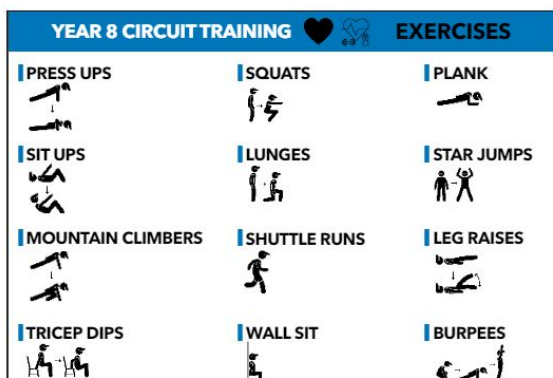 YEAR 8 CIRCUIT TRAINING EXERCISES
PRESS UPS SQUATS PLANK
SIT UPS LUNGES STAR JUMPS
MOUNTAIN CLIMBERS SHUTTLE RUNS LEG RAISES
TRICEP DIPS WALL SIT BURPEES